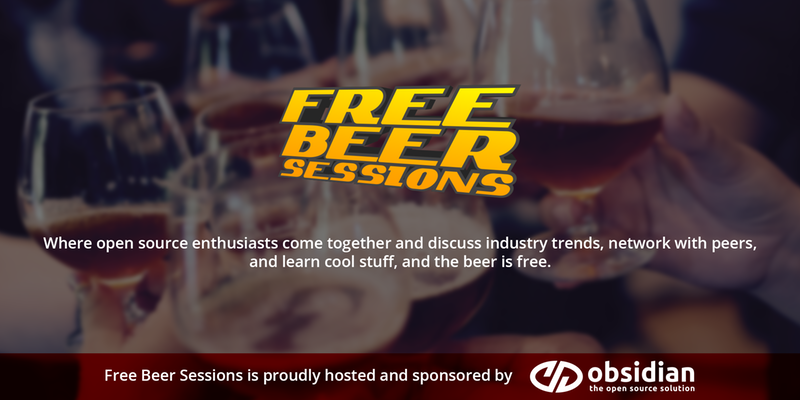 FREE
BEER
SESSIONS
Where open source enthusiasts come together and discuss industry trends, network with peers,
and learn cool stuff, and the beer is free.
Free Beer Sessions is proudly hosted and sponsored by
obsidian
the open source solution